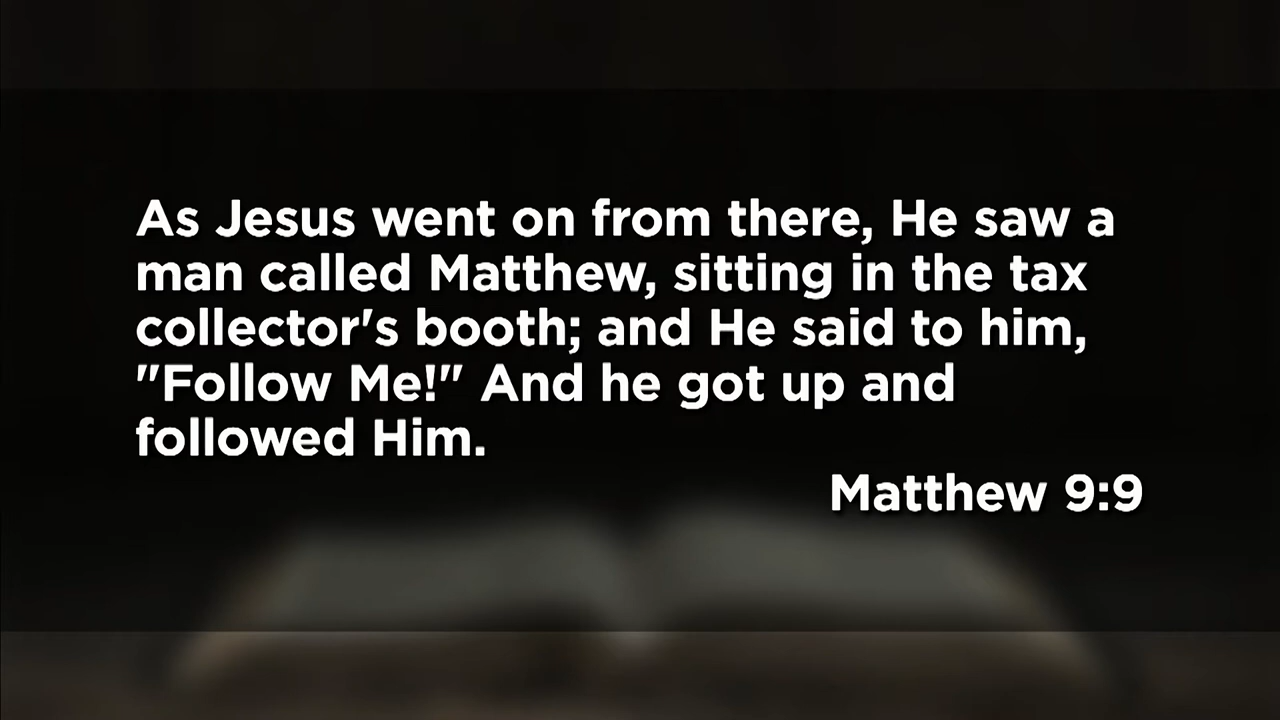 As Jesus went on from there, He saw a
man called Matthew, sitting in the tax
collector's booth; and He said to him,
"Follow Me!" And he got up and
followed Him.
Matthew 9:9